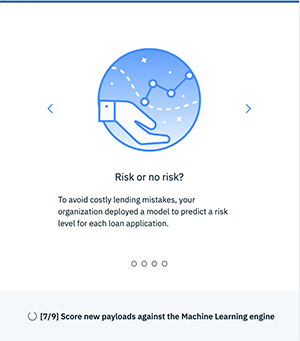 Risk or no risk?
To avoid costly lending mistakes, your
organization deployed a model to predict a risk
level for each loan application.
[7/9] Score new payloads against the Machine Learning engine